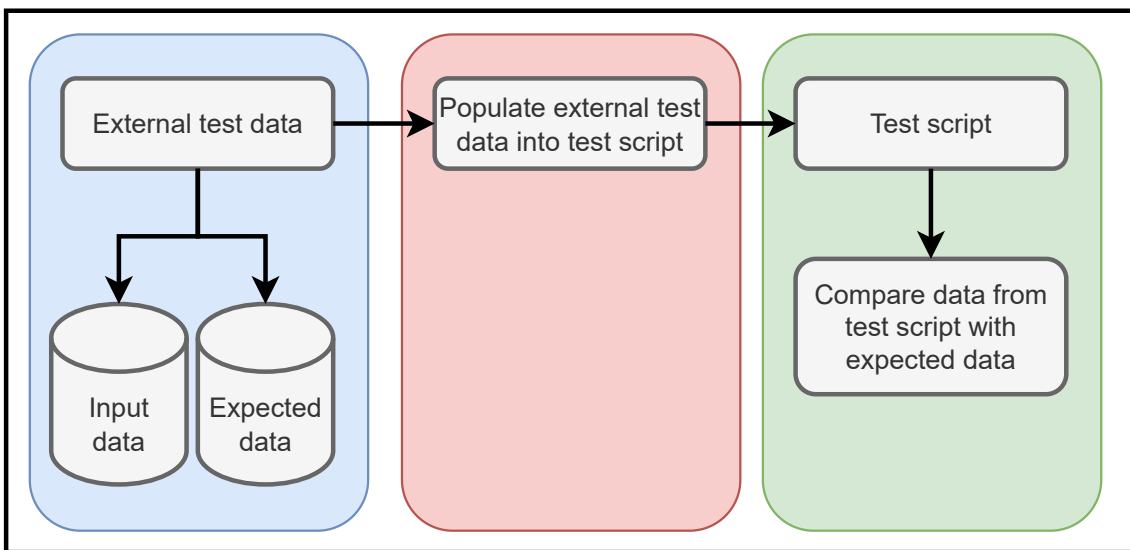 External test data
Input
data
Expected
data
Populate external test
data into test script
Test script
Compare data from
test script with
expected data